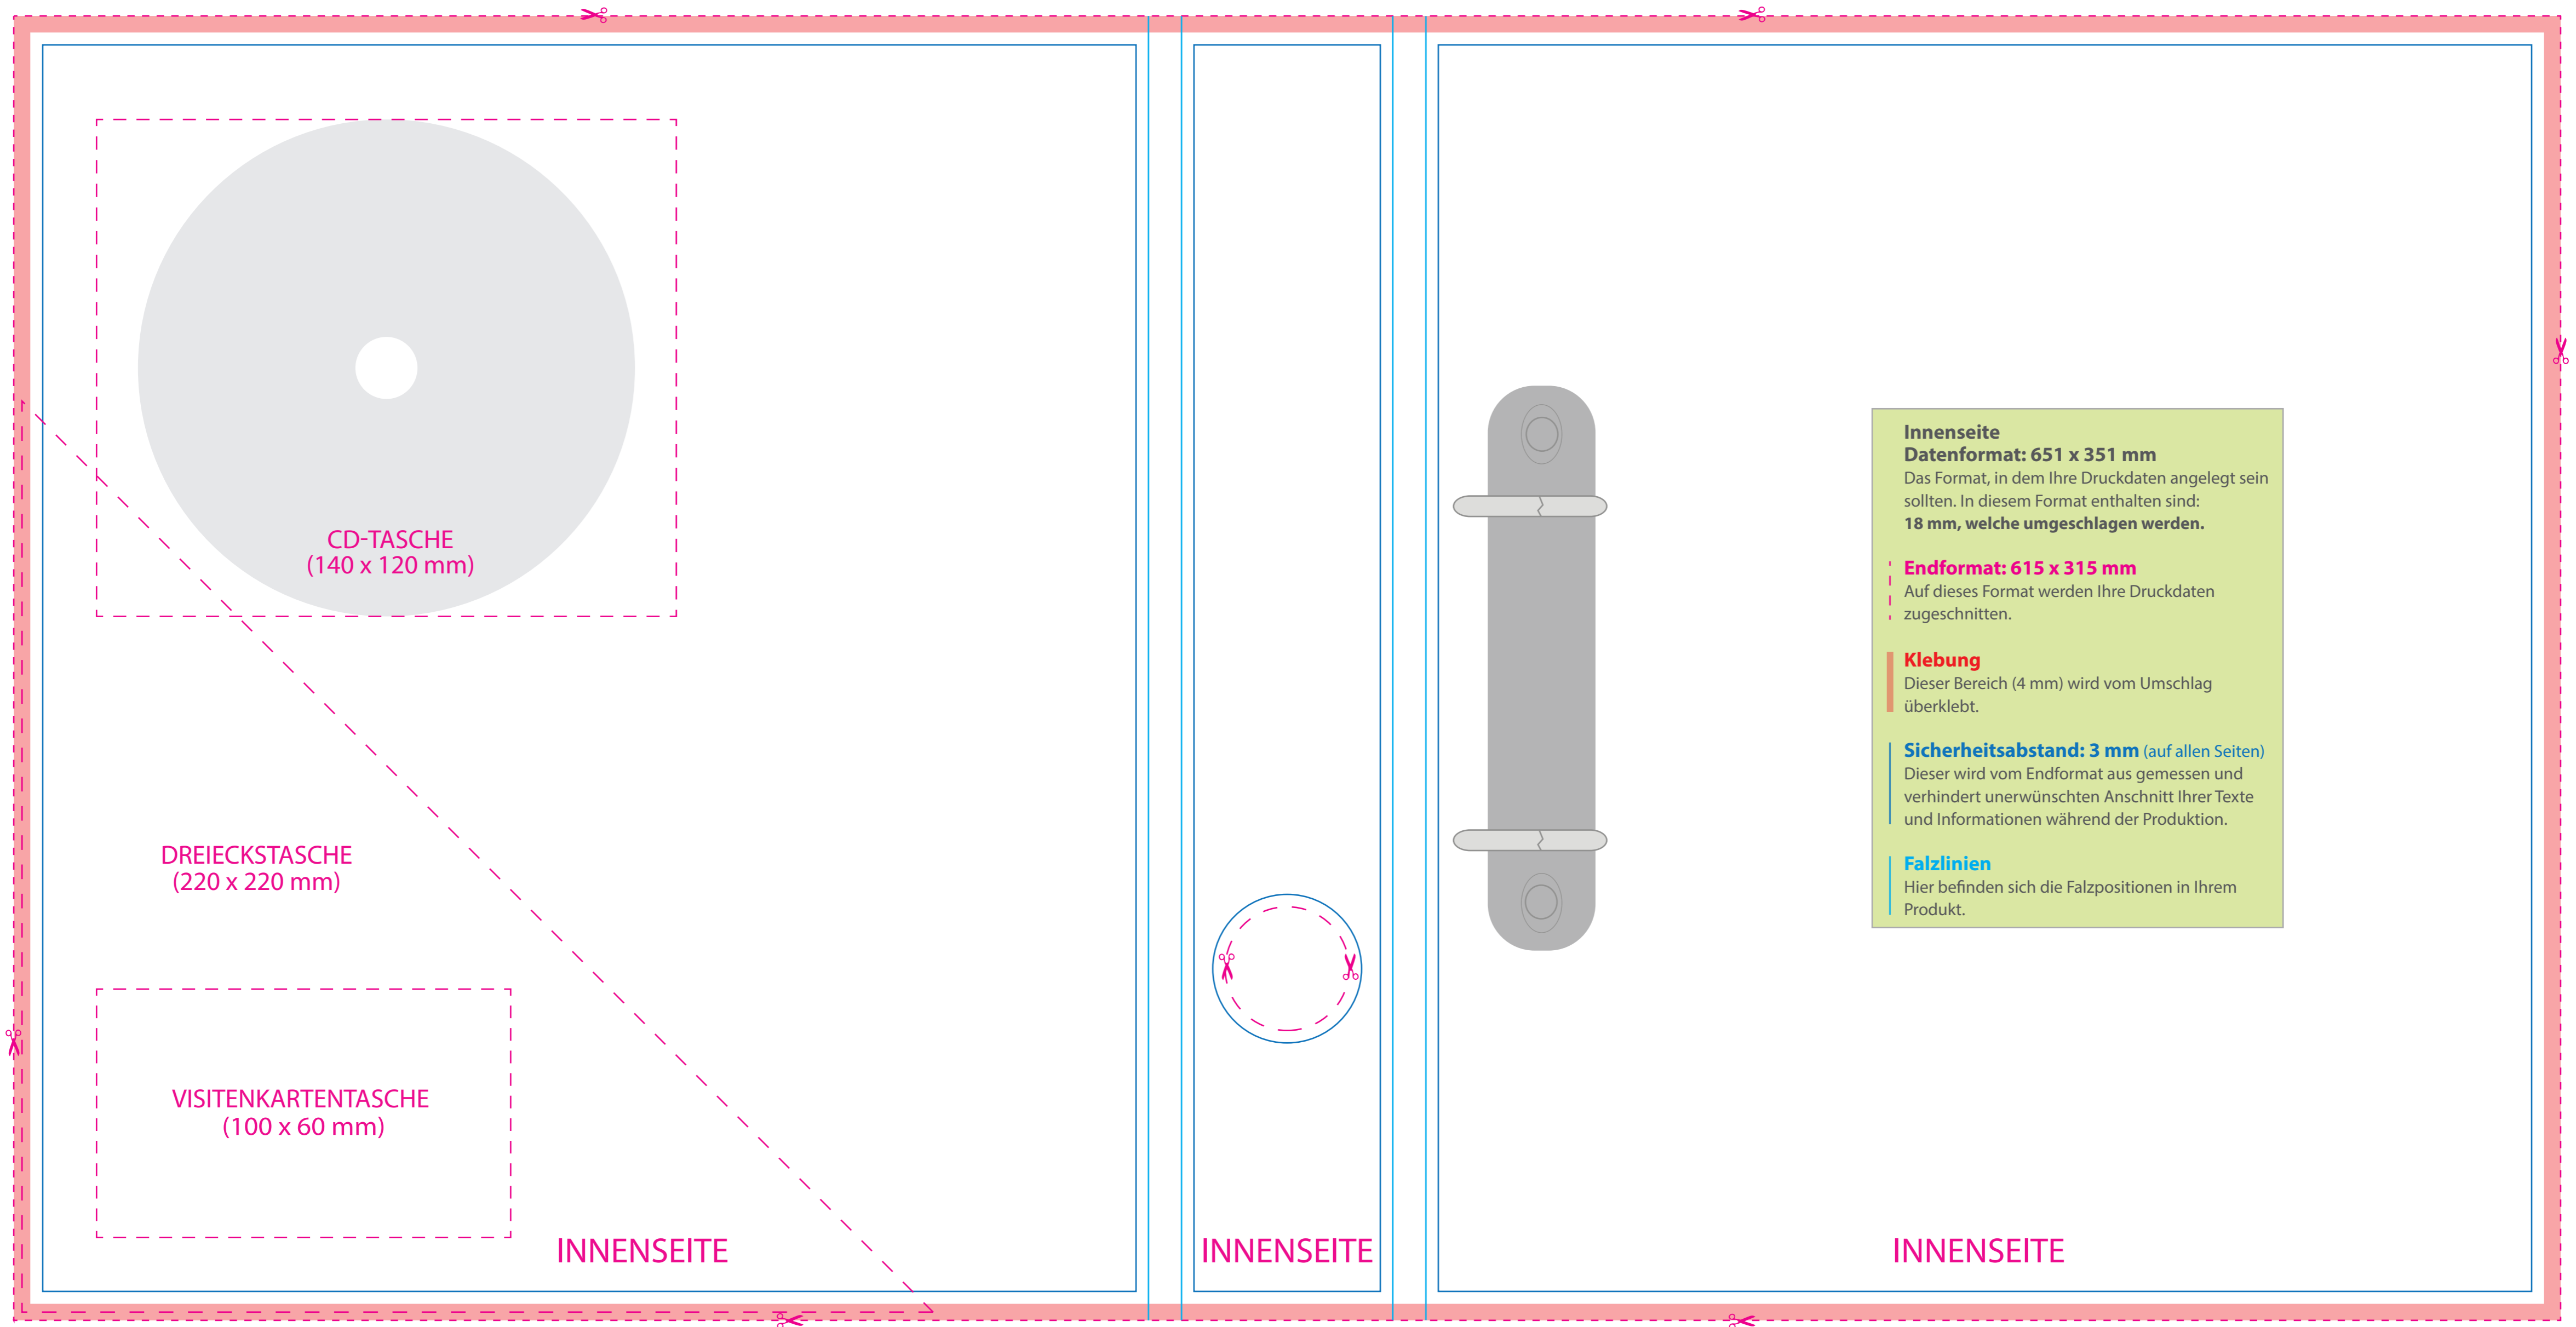 CD-TASCHE
(140 x 120 mm)
DREIECKSTASCHE
(220 x 220 mm)
VISITENKARTENTASCHE
(100 x 60 mm)
INNENSEITE
INNENSEITE
Innenseite
Datenformat: 651 x 351 mm
Das Format, in dem Ihre Druckdaten angelegt sein
sollten. In diesem Format enthalten sind:
18 mm, welche umgeschlagen werden.
Endformat: 615 x 315 mm
Auf dieses Format werden Ihre Druckdaten
zugeschnitten.
Klebung
Dieser Bereich (4 mm) wird vom Umschlag
überklebt.
Sicherheitsabstand: 3 mm (auf allen Seiten)
Dieser wird vom Endformat aus gemessen und
verhindert unerwünschten Anschnitt Ihrer Texte
und Informationen während der Produktion.
Falzlinien
Hier befinden sich die Falzpositionen in Ihrem
Produkt.
INNENSEITE